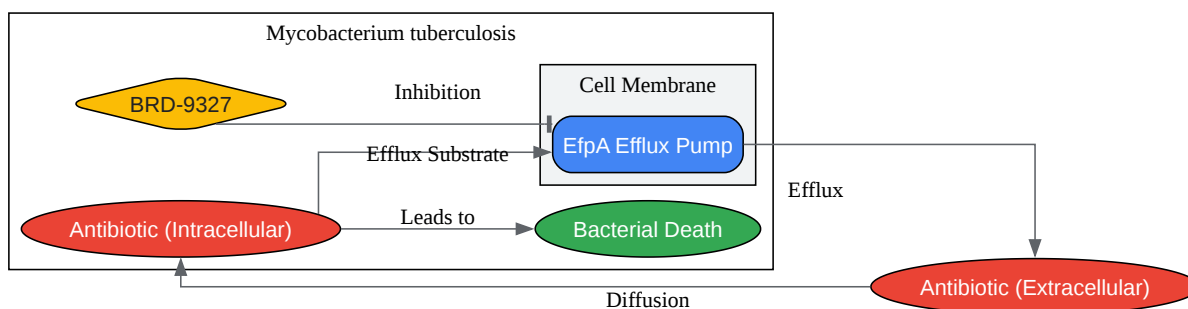 Mycobacterium tuberculosis
Cell Membrane
BRD-9327
Inhibition
EfpA Efflux Pump
Efflux Substrate
Efflux
Antibiotic (Intracellular)
Leads to
Bacterial Death
Antibiotic (Extracellular)
Diffusion